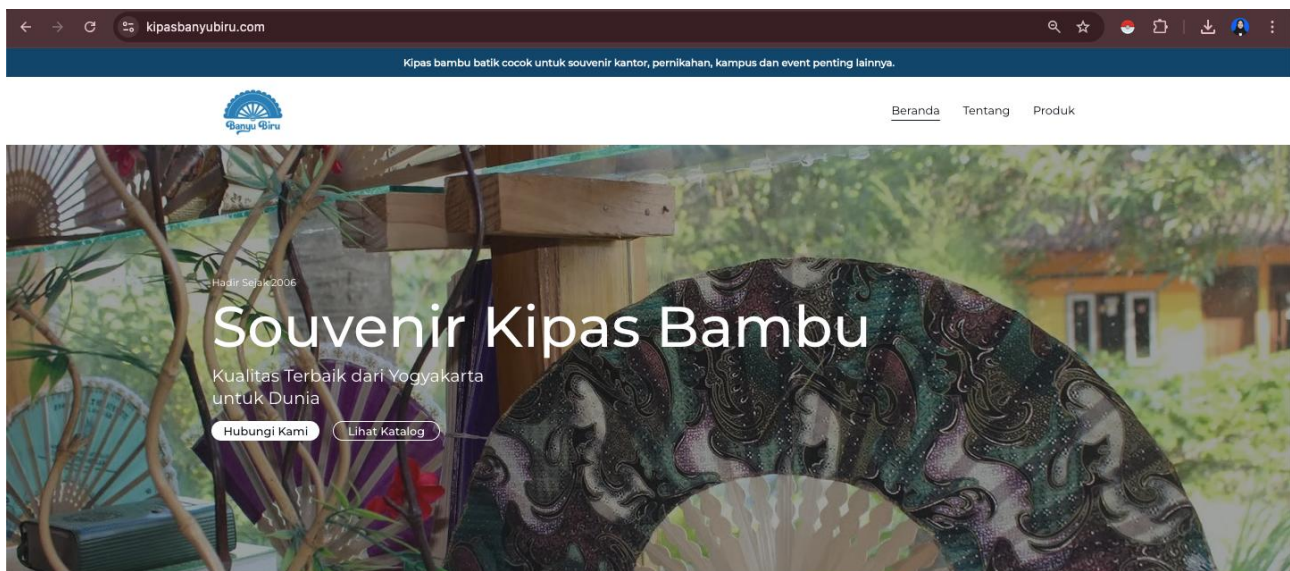 kipasbanyubiru.com
Kipas bambu batik cocok untuk souvenir kantor, pernikahan, kampus dan event penting lainnya.
Banyu Biru
Beranda Tentang Produk
Hadir Sejak 2006
Souvenir Kipas Bambu
Kualitas Terbaik dari Yogyakarta
untuk Dunia
Hubungi Kami Lihat Katalog